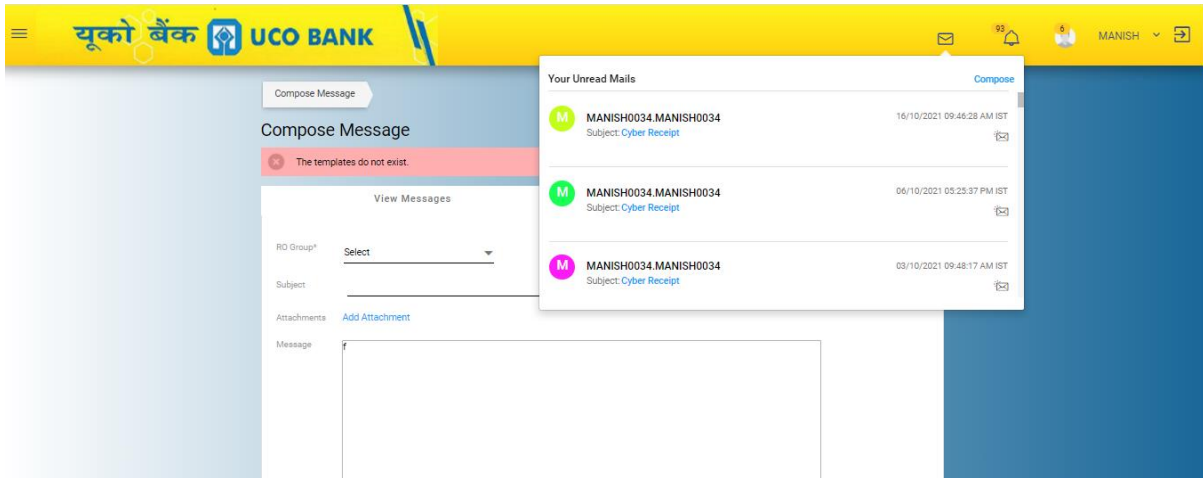 यूको बैंक UCO BANK
93
6
MANISH
Compose Message
Compose Message
The templates do not exist.
View Messages
RO Group*
Select
Subject
Attachments
Add Attachment
Message
f
Your Unread Mails
Compose
M
MANISH0034.MANISH0034
16/10/2021 09:46:28 AM IST
Subject: Cyber Receipt
M
MANISH0034.MANISH0034
06/10/2021 05:25:37 PM IST
Subject: Cyber Receipt
M
MANISH0034.MANISH0034
03/10/2021 09:48:17 AM IST
Subject: Cyber Receipt